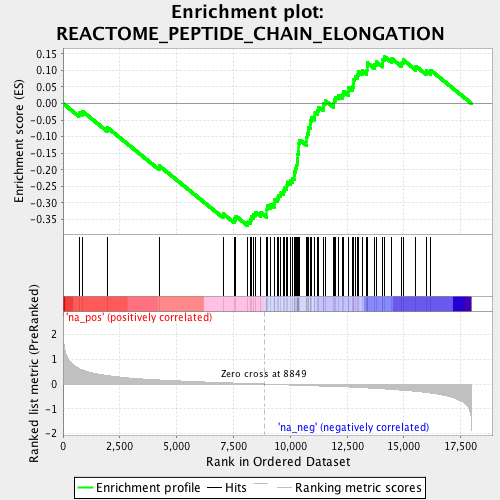 Enrichment plot:
REACTOME_PEPTIDE_CHAIN_ELONGATION
Enrichment score (ES)
0.15
0.10
0.05
0.00
-0.05
-0.10
-0.15
-0.20
-0.25
-0.30
-0.35
'na_pos' (positively correlated)
Ranked list metric (PreRanked)
2
1
0
-1
-2
Zero cross at 8849
'na_neg' (negatively correlated)
0
2,500
5,000
7,500
10,000
12,500
15,000
17,500
Rank in Ordered Dataset
Enrichment profile
Hits
Ranking metric scores